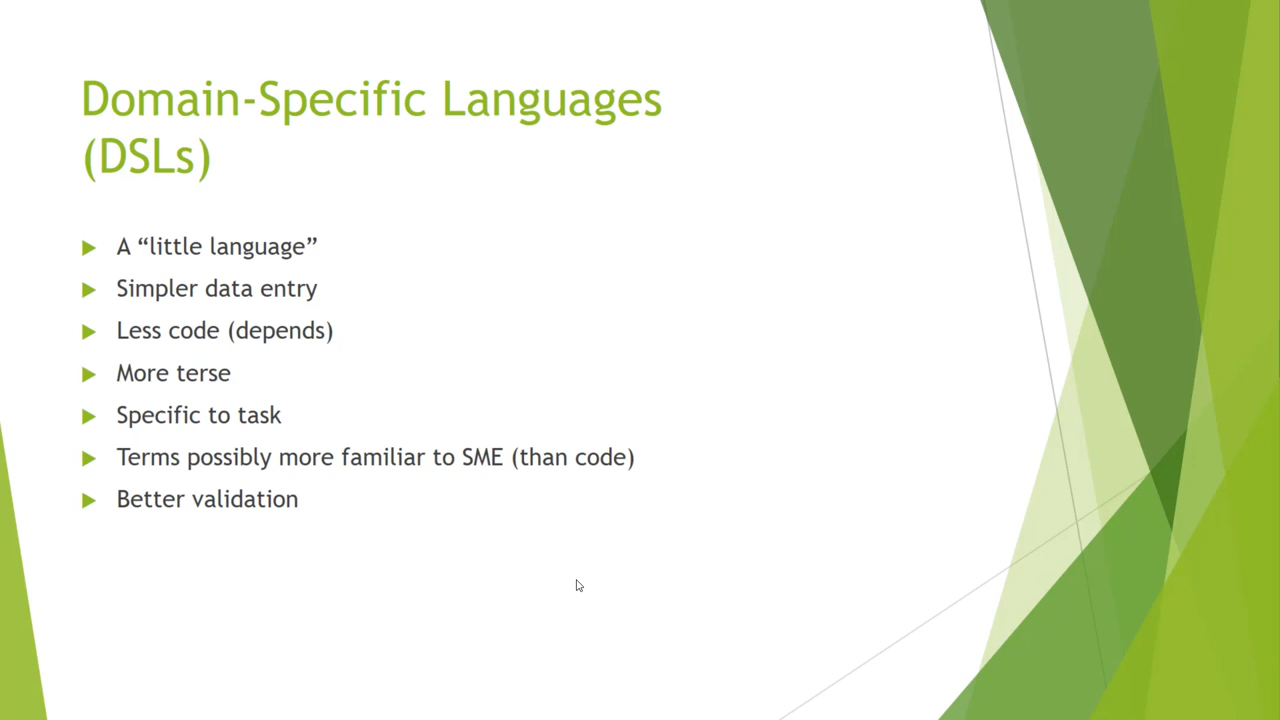 Domain-Specific Languages
(DSLs)
A “little language”
Simpler data entry
Less code (depends)
More terse
Specific to task
Terms possibly more familiar to SME (than code)
Better validation